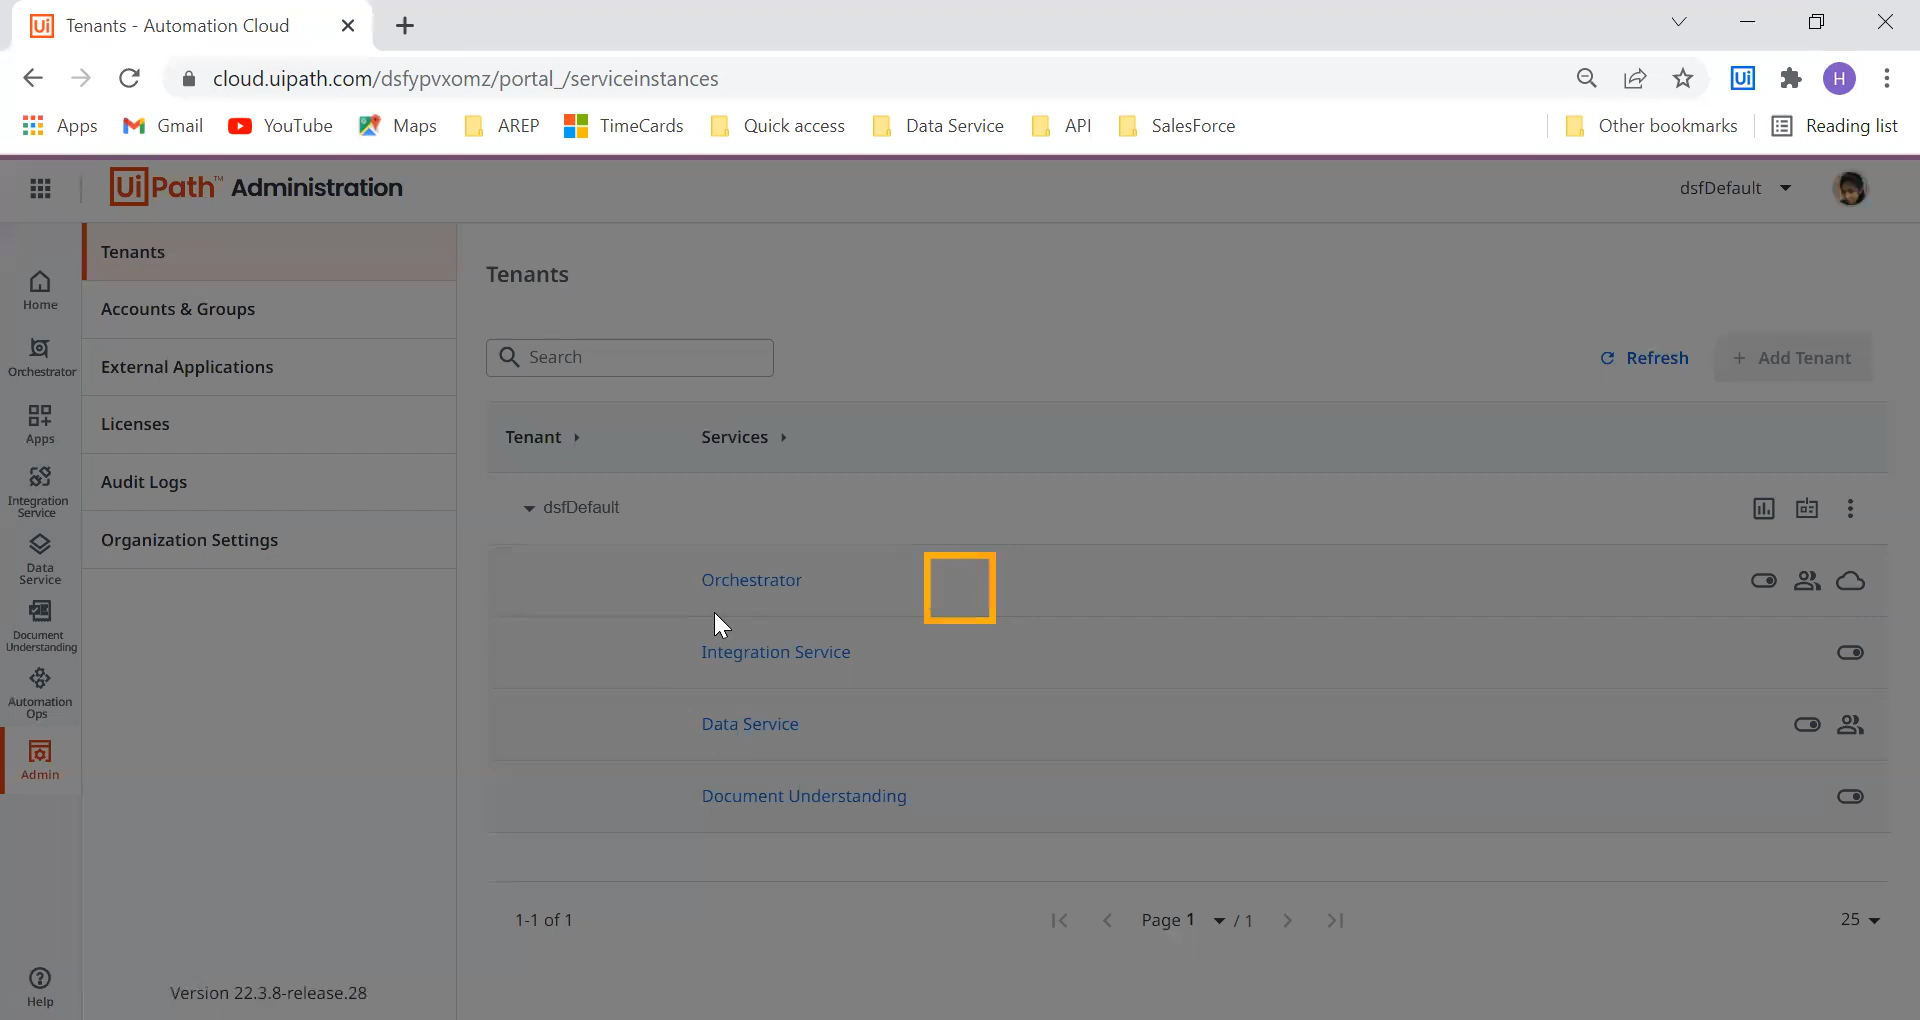 Ui Tenants - Automation Cloud
cloud.uipath.com/dsfypvxomz/portal_/serviceinstances
Ui
H
Apps
Gmail
YouTube
Maps
AREP
TimeCards
Quick access
Data Service
API
SalesForce
Other bookmarks
Reading list
UiPath™ Administration
dsfDefault
Home
Orchestrator
Apps
Integration
Service
Data
Service
Document
Understanding
Automation
Ops
Admin
Help
Tenants
Accounts & Groups
External Applications
Licenses
Audit Logs
Organization Settings
Version 22.3.8-release.28
Tenants
Search
Refresh
+ Add Tenant
Tenant
Services
dsfDefault
Orchestrator
Integration Service
Data Service
Document Understanding
1-1 of 1
Page 1 / 1
25